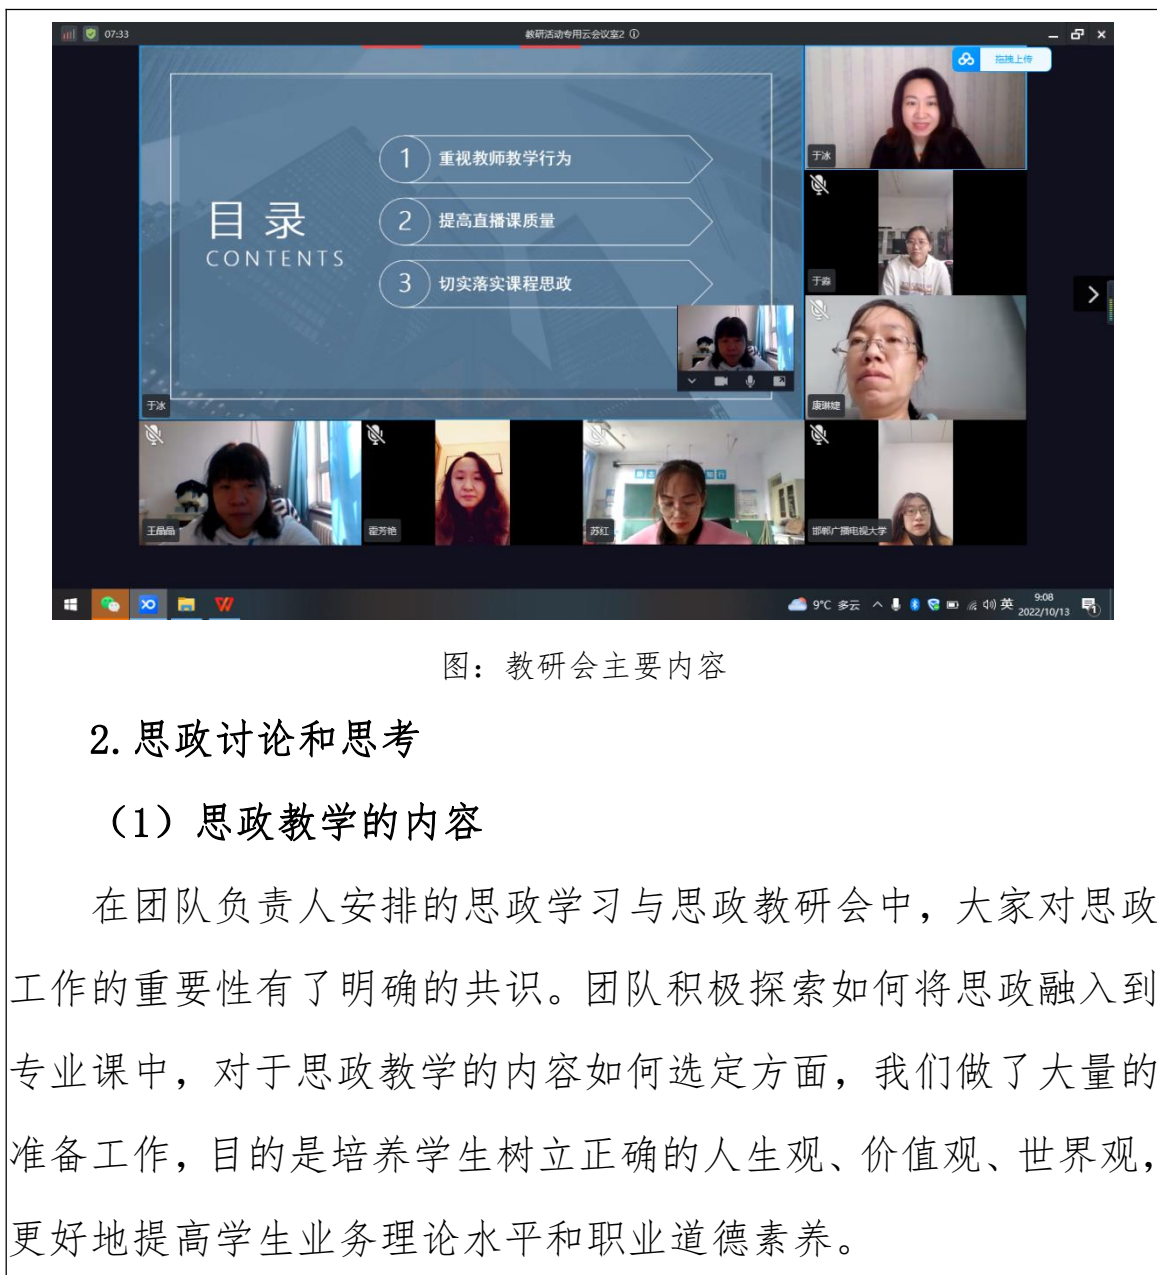 07:33
教研活动专用云会议室2
拖拽上传
目录
CONTENTS
1 重视教师教学行为
2 提高直播课质量
3 切实落实课程思政
于冰
于冰
于淼
康琳婕
王晶晶
霍芳艳
苏红
邯郸广播电视大学
9°C 多云
英
9:08
2022/10/13
图：教研会主要内容
2.思政讨论和思考
（1）思政教学的内容
在团队负责人安排的思政学习与思政教研会中，大家对思政
工作的重要性有了明确的共识。团队积极探索如何将思政融入到
专业课中，对于思政教学的内容如何选定方面，我们做了大量的
准备工作，目的是培养学生树立正确的人生观、价值观、世界观，
更好地提高学生业务理论水平和职业道德素养。